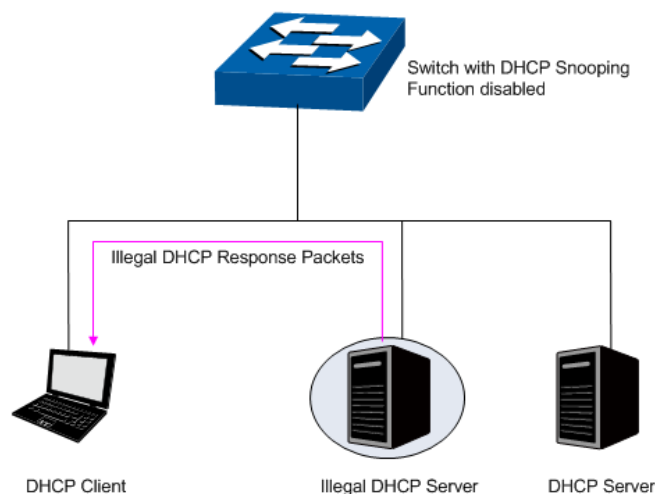 Switch with DHCP Snooping
Function disabled
Illegal DHCP Response Packets
DHCP Client
Illegal DHCP Server
DHCP Server